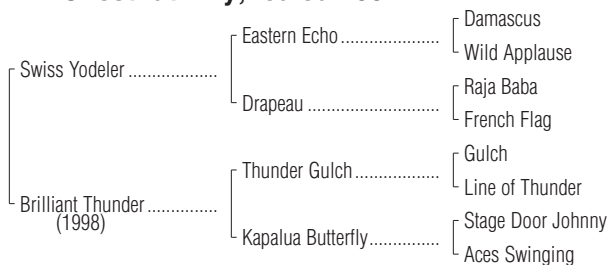 Damascus
Eastern Echo
Wild Applause
Swiss Yodeler
Raja Baba
Drapeau
French Flag
Gulch
Thunder Gulch
Line of Thunder
Brilliant Thunder
(1998)
Stage Door Johnny
Kapalua Butterfly
Aces Swinging